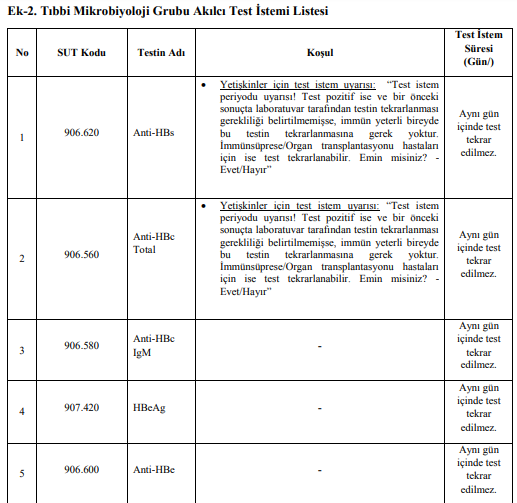 Ek-2. Tıbbi Mikrobiyoloji Grubu Akılcı Test İstemi Listesi
No
SUT Kodu
Testin Adı
Koşul
Test İstem
Süresi
(Gün/)
1
906.620
Anti-HBs
• Yetişkinler için test istem uyarısı: “Test istem
periyodu uyarısı! Test pozitif ise ve bir önceki
sonuçta laboratuvar tarafından testin tekrarlanması
gerekliliği belirtilmemişse, immün yeterli bireyde
bu testin tekrarlanmasına gerek yoktur.
İmmünsüprese/Organ transplantasyonu hastaları
için ise test tekrarlanabilir. Emin misiniz? -
Evet/Hayır”
Aynı gün
içinde test
tekrar
edilmez.
2
906.560
Anti-HBc
Total
• Yetişkinler için test istem uyarısı: “Test istem
periyodu uyarısı! Test pozitif ise ve bir önceki
sonuçta laboratuvar tarafından testin tekrarlanması
gerekliliği belirtilmemişse, immün yeterli bireyde
bu testin tekrarlanmasına gerek yoktur.
İmmünsüprese/Organ transplantasyonu hastaları
için ise test tekrarlanabilir. Emin misiniz? -
Evet/Hayır”
Aynı gün
içinde test
tekrar
edilmez.
3
906.580
Anti-HBc
IgM
-
Aynı gün
içinde test
tekrar
edilmez.
4
907.420
HBeAg
-
Aynı gün
içinde test
tekrar
edilmez.
5
906.600
Anti-HBe
-
Aynı gün
içinde test
tekrar
edilmez.